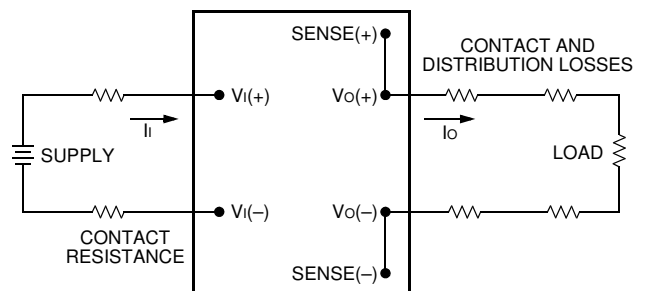 SENSE(+)
CONTACT AND
DISTRIBUTION LOSSES
VI(+)
VO(+)
II
IO
SUPPLY
LOAD
VI(–)
VO(–)
CONTACT
RESISTANCE
SENSE(–)